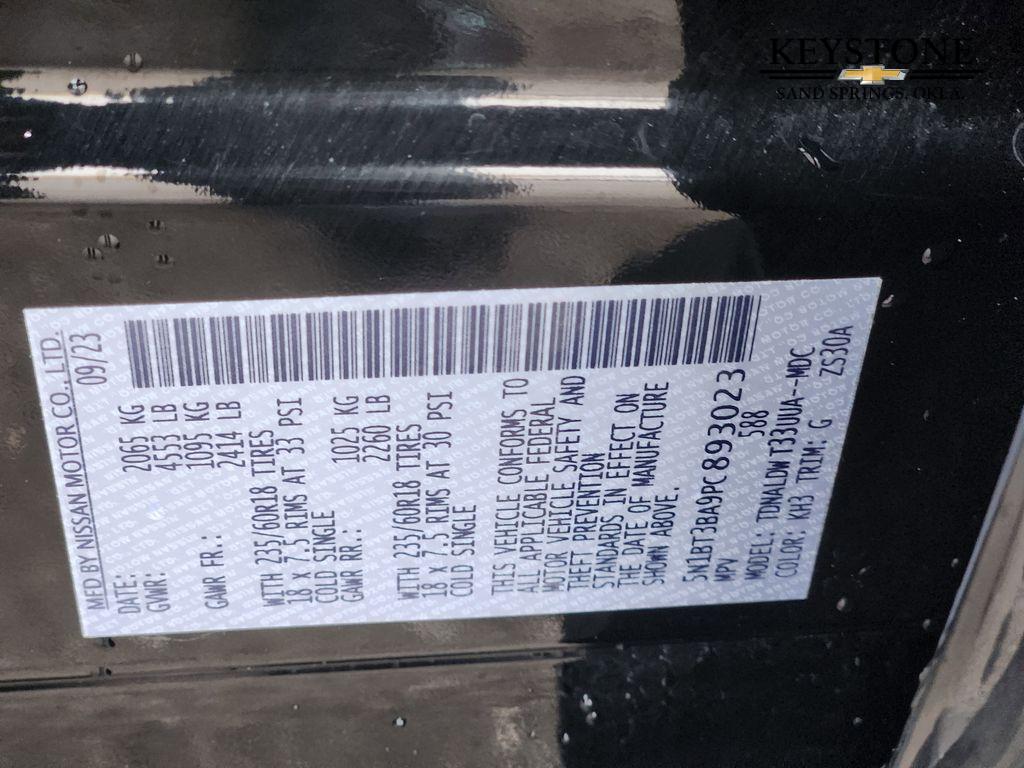 KEYSTONE
SAND SPRINGS, OKLA.
MFD BY NISSAN MOTOR CO., LTD.
DATE: 09/23
GVWR: 2065 KG
4553 LB
GAWR FR.: 1095 KG
2414 LB
WITH 235/60R18 TIRES
18 X 7.5 RIMS AT 33 PSI
COLD SINGLE
GAWR RR.: 1025 KG
2260 LB
WITH 235/60R18 TIRES
18 X 7.5 RIMS AT 30 PSI
COLD SINGLE
THIS VEHICLE CONFORMS TO
ALL APPLICABLE FEDERAL
MOTOR VEHICLE SAFETY AND
THEFT PREVENTION
STANDARDS IN EFFECT ON
THE DATE OF MANUFACTURE
SHOWN ABOVE.
5N1BT3BA9PC893023
MPV 588
MODEL: TDNALDW T33UUA--MDC
COLOR: KH3 TRIM: G ZS30A